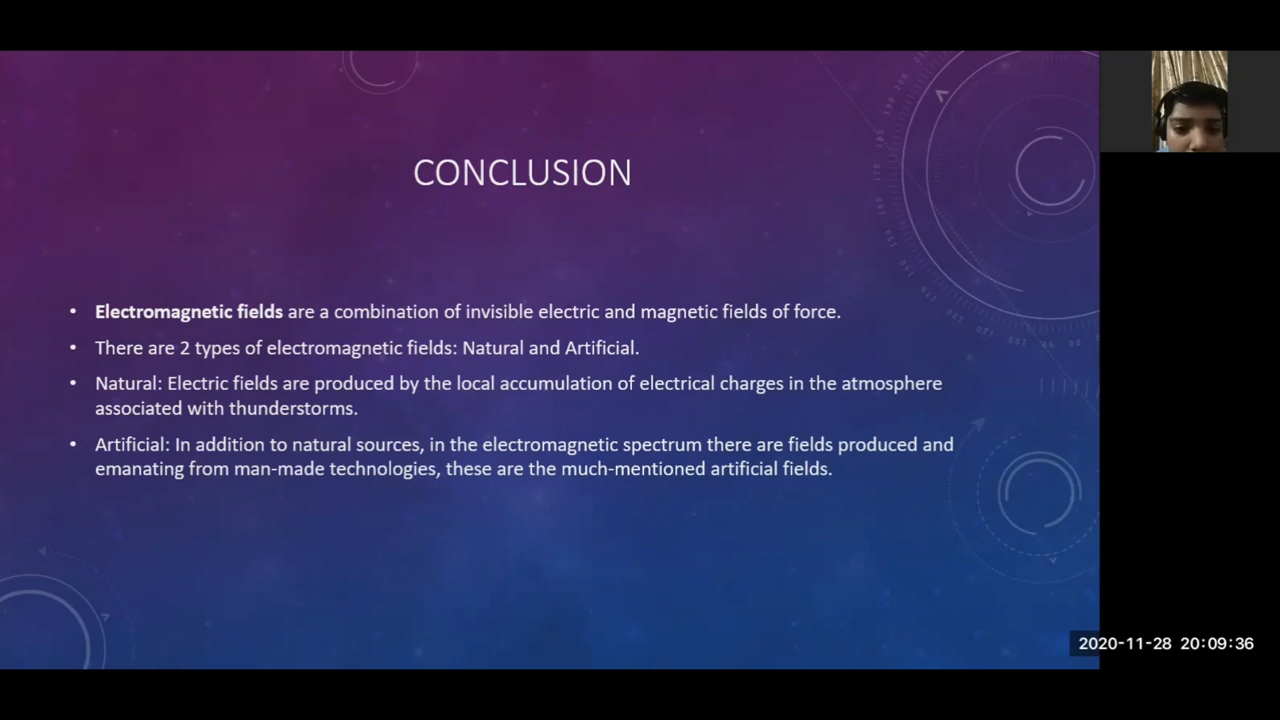 CONCLUSION
• Electromagnetic fields are a combination of invisible electric and magnetic fields of force.
• There are 2 types of electromagnetic fields: Natural and Artificial.
• Natural: Electric fields are produced by the local accumulation of electrical charges in the atmosphere
associated with thunderstorms.
• Artificial: In addition to natural sources, in the electromagnetic spectrum there are fields produced and
emanating from man-made technologies, these are the much-mentioned artificial fields.
2020-11-28 20:09:36